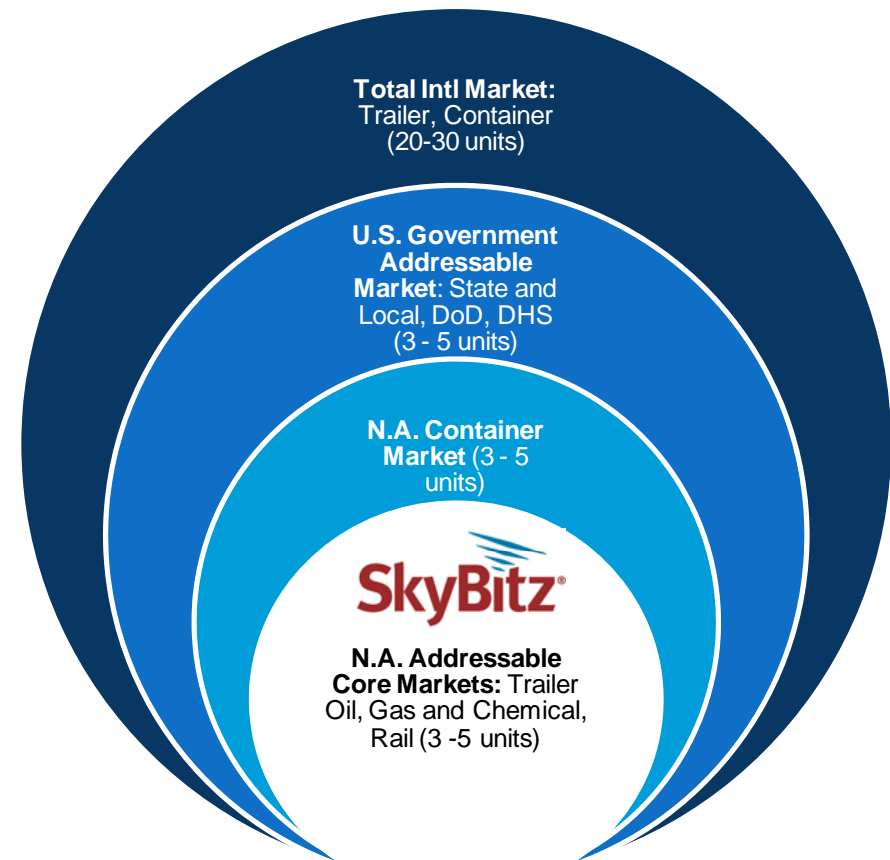 Total Intl Market:
Trailer, Container
(20-30 units)
U.S. Government
Addressable
Market: State and
Local, DoD, DHS
(3 - 5 units)
N.A. Container
Market (3 - 5
units)
SkyBitz®
N.A. Addressable
Core Markets: Trailer
Oil, Gas and Chemical,
Rail (3 -5 units)